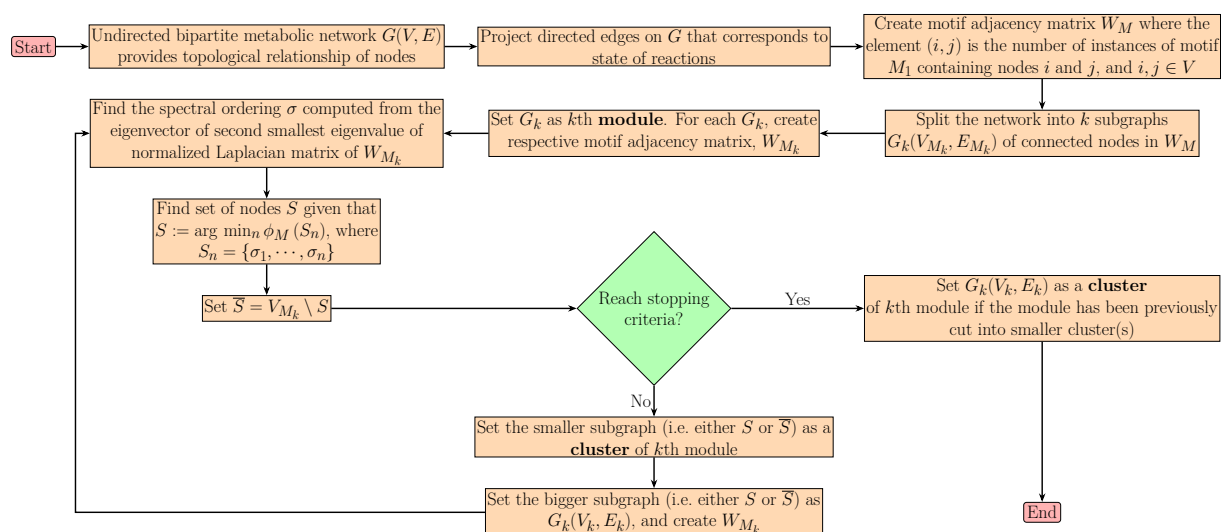 Start
Undirected bipartite metabolic network G(V, E)
provides topological relationship of nodes
Project directed edges on G that corresponds to
state of reactions
Create motif adjacency matrix W_M where the
element (i, j) is the number of instances of motif
M_1 containing nodes i and j, and i, j ∈ V
Split the network into k subgraphs
G_k(V_{M_k}, E_{M_k}) of connected nodes in W_M
Set G_k as kth module. For each G_k, create
respective motif adjacency matrix, W_{M_k}
Find the spectral ordering σ computed from the
eigenvector of second smallest eigenvalue of
normalized Laplacian matrix of W_{M_k}
Find set of nodes S given that
S := arg min_n ϕ_M (S_n), where
S_n = {σ_1, ⋯, σ_n}
Set S̅ = V_{M_k} \ S
Reach stopping
criteria?
Yes
Set G_k(V_k, E_k) as a cluster
of kth module if the module has been previously
cut into smaller cluster(s)
No
Set the smaller subgraph (i.e. either S or S̅) as a
cluster of kth module
Set the bigger subgraph (i.e. either S or S̅) as
G_k(V_k, E_k), and create W_{M_k}
End